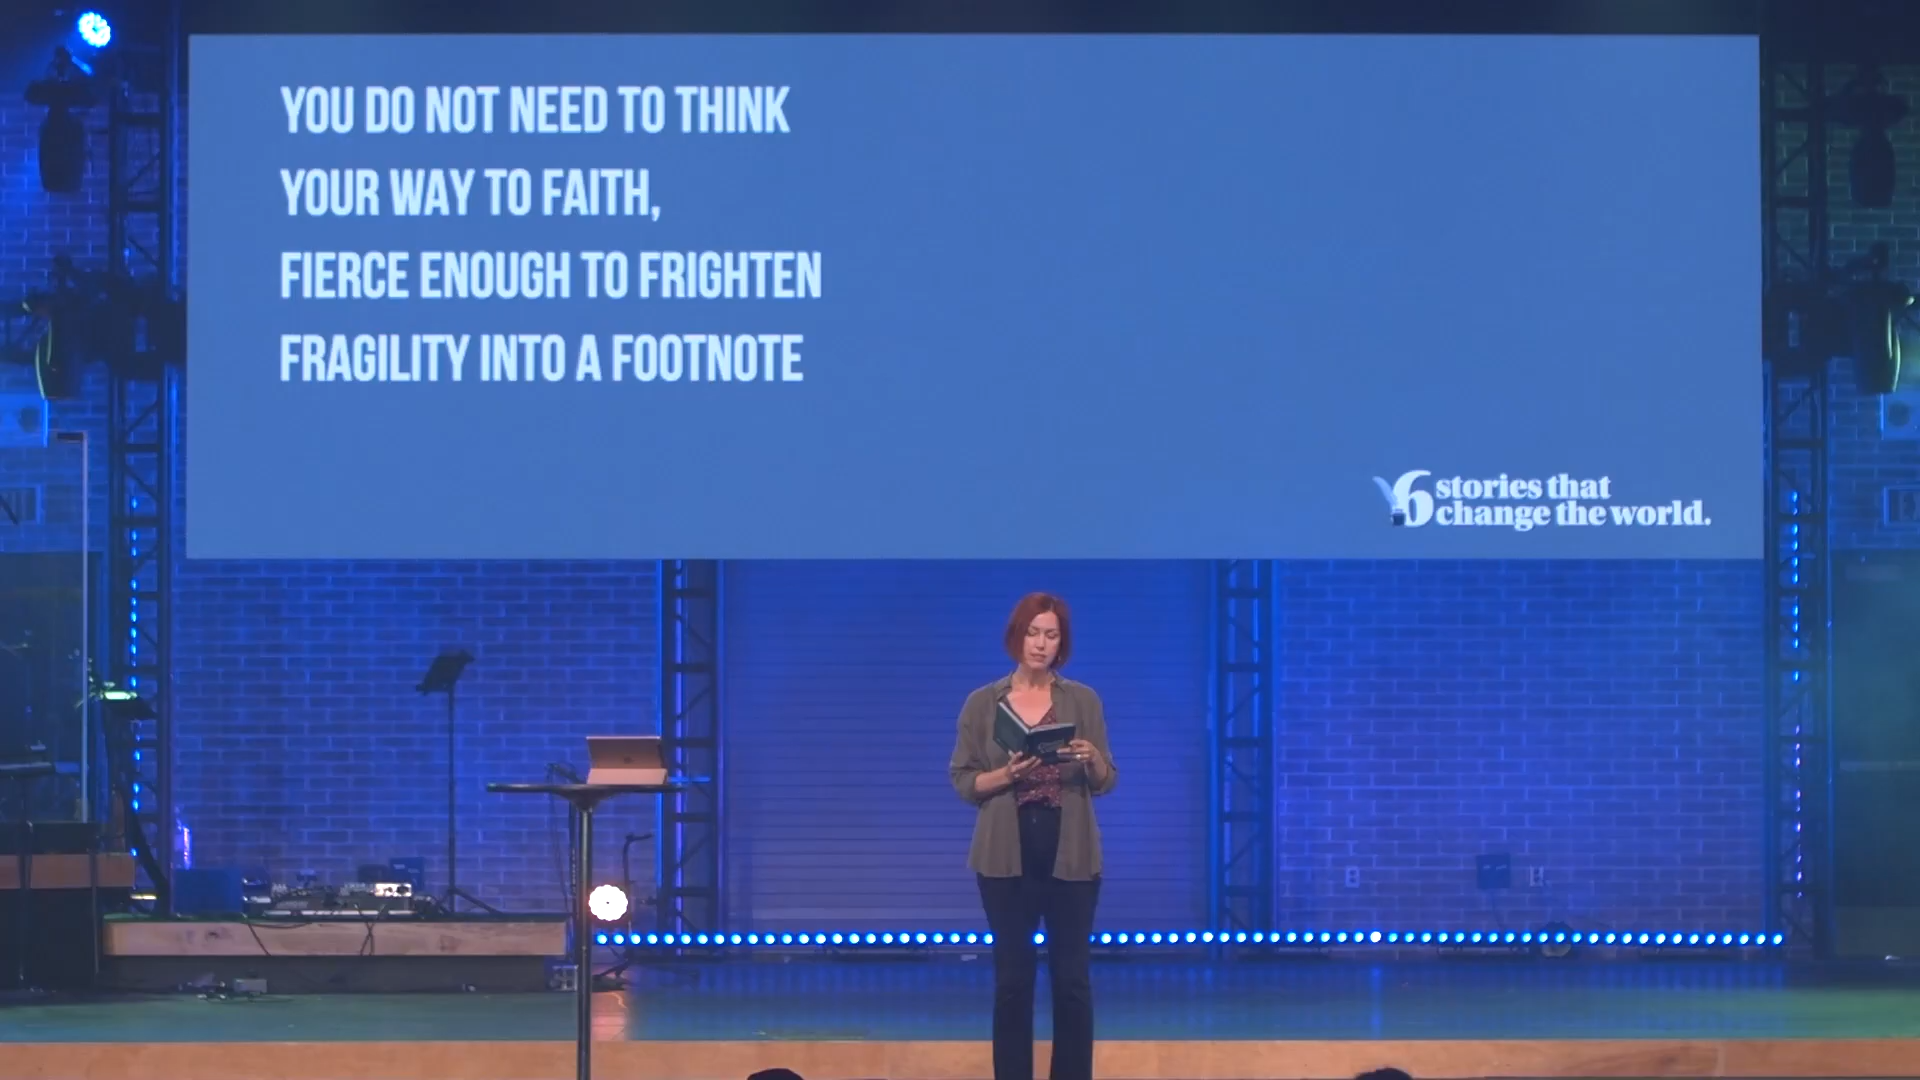 YOU DO NOT NEED TO THINK
YOUR WAY TO FAITH,
FIERCE ENOUGH TO FRIGHTEN
FRAGILITY INTO A FOOTNOTE
6 stories that
change the world.